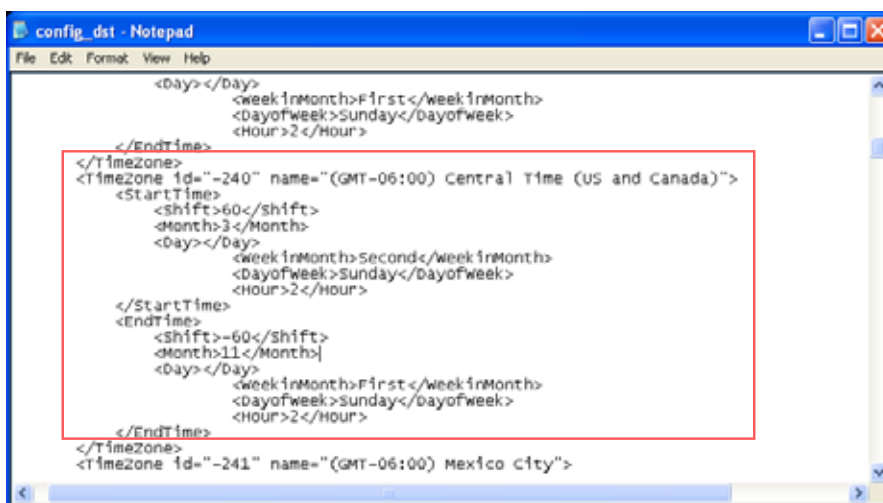 config_dst - Notepad
File Edit Format View Help
<Day></Day>
<WeekinMonth>First</WeekinMonth>
<DayofWeek>Sunday</DayofWeek>
<Hour>2</Hour>
</EndTime>
</TimeZone>
<TimeZone id="-240" name="(GMT-06:00) Central Time (US and Canada)">
<StartTime>
<Shift>60</Shift>
<Month>3</Month>
<Day></Day>
<WeekinMonth>Second</WeekinMonth>
<DayofWeek>Sunday</DayofWeek>
<Hour>2</Hour>
</StartTime>
<EndTime>
<Shift>-60</Shift>
<Month>11</Month>
<Day></Day>
<WeekinMonth>First</WeekinMonth>
<DayofWeek>Sunday</DayofWeek>
<Hour>2</Hour>
</EndTime>
</TimeZone>
<TimeZone id="-241" name="(GMT-06:00) Mexico City">